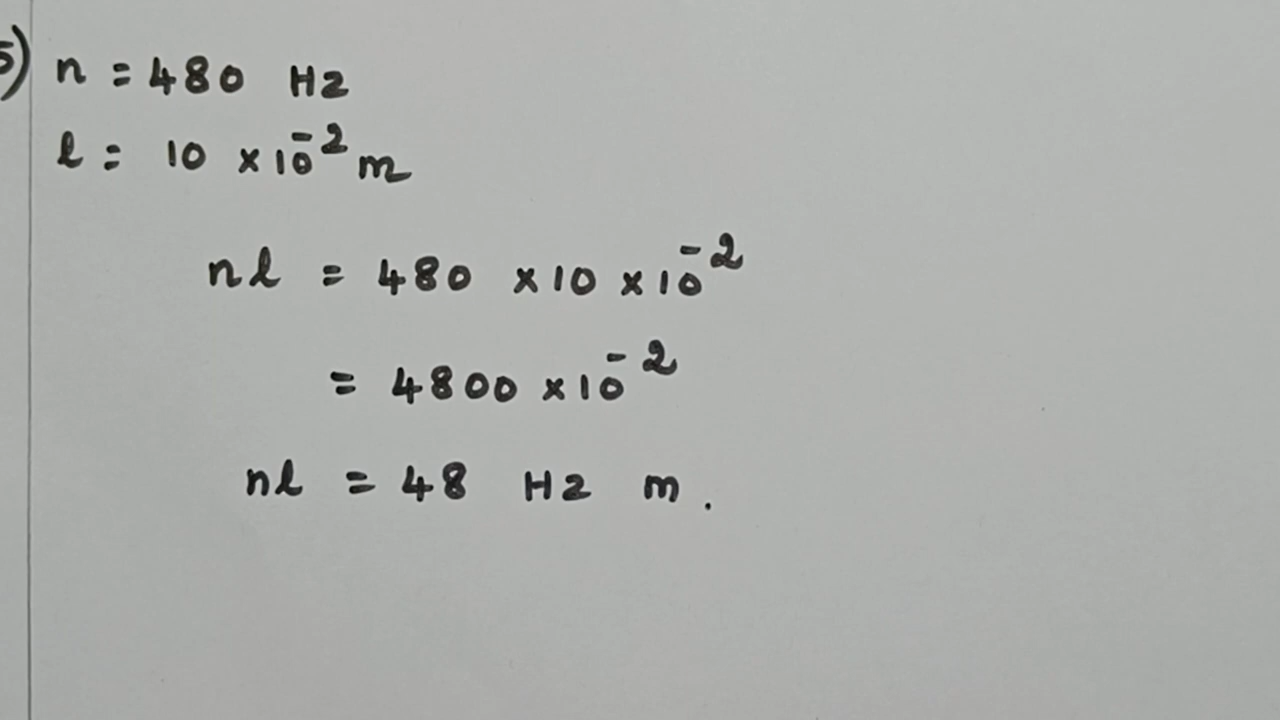 5) n = 480 Hz
l = 10 × 10⁻² m
nl = 480 × 10 × 10⁻²
= 4800 × 10⁻²
nl = 48 Hz m.